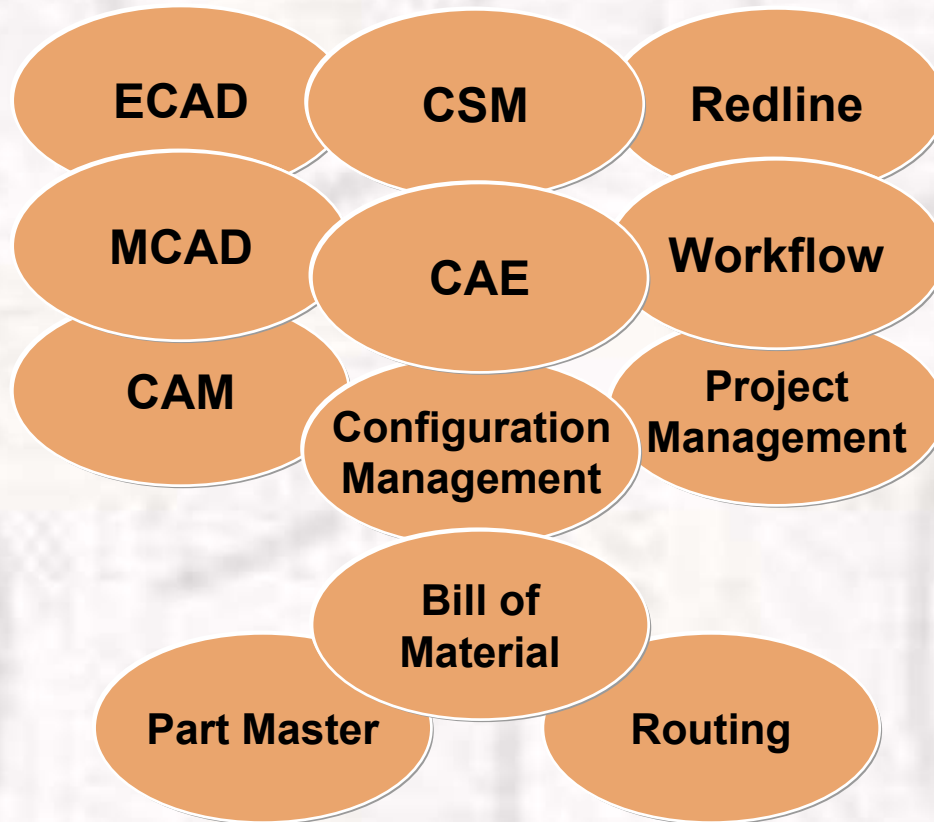 ECAD
CSM
Redline
MCAD
CAE
Workflow
CAM
Configuration
Management
Project
Management
Bill of
Material
Part Master
Routing